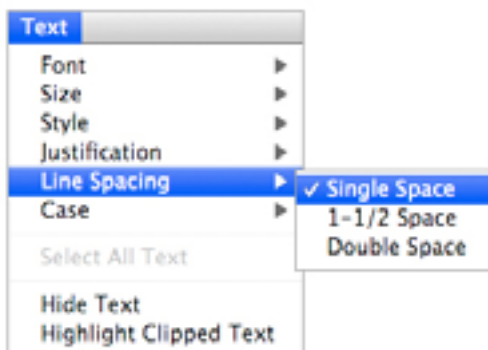 Text
Font
Size
Style
Justification
Line Spacing
Single Space
1-1/2 Space
Double Space
Case
Select All Text
Hide Text
Highlight Clipped Text